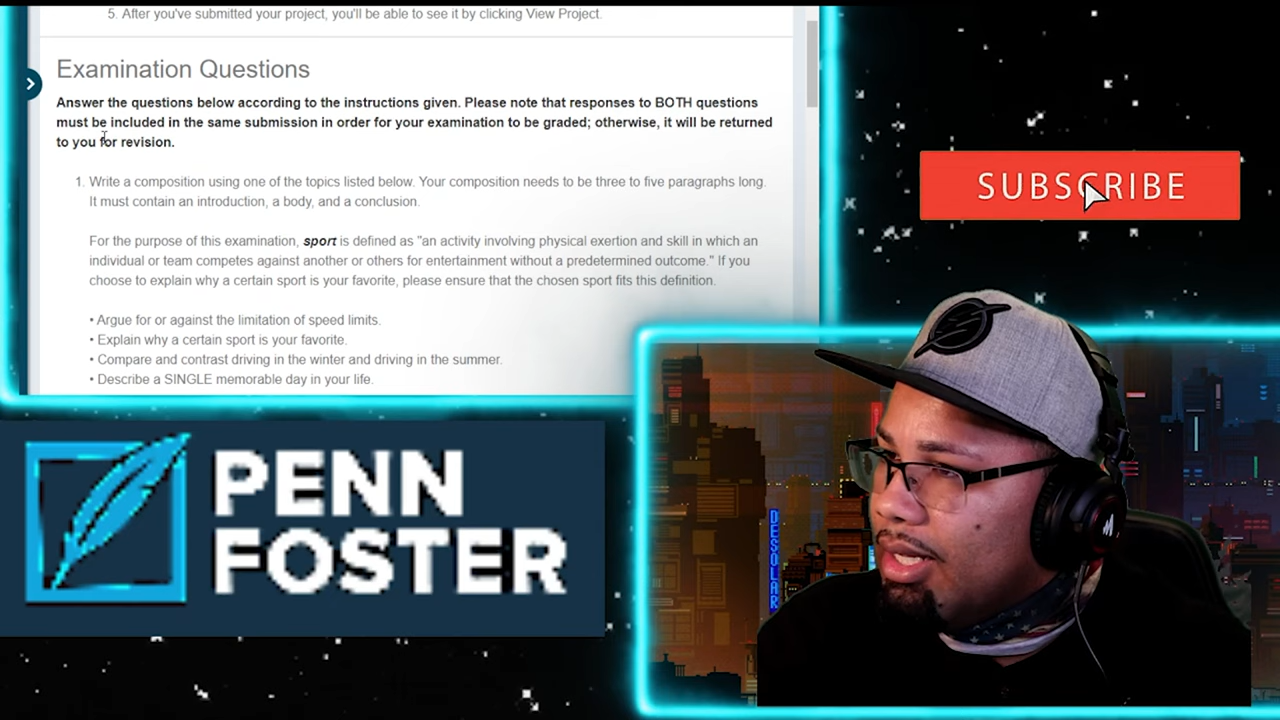 5. After you've submitted your project, you'll be able to see it by clicking View Project.
Examination Questions
Answer the questions below according to the instructions given. Please note that responses to BOTH questions
must be included in the same submission in order for your examination to be graded; otherwise, it will be returned
to you for revision.
1. Write a composition using one of the topics listed below. Your composition needs to be three to five paragraphs long.
It must contain an introduction, a body, and a conclusion.
For the purpose of this examination, sport is defined as "an activity involving physical exertion and skill in which an
individual or team competes against another or others for entertainment without a predetermined outcome." If you
choose to explain why a certain sport is your favorite, please ensure that the chosen sport fits this definition.
• Argue for or against the limitation of speed limits.
• Explain why a certain sport is your favorite.
• Compare and contrast driving in the winter and driving in the summer.
• Describe a SINGLE memorable day in your life.
SUBSCRIBE
PENN
FOSTER
DESOLAR